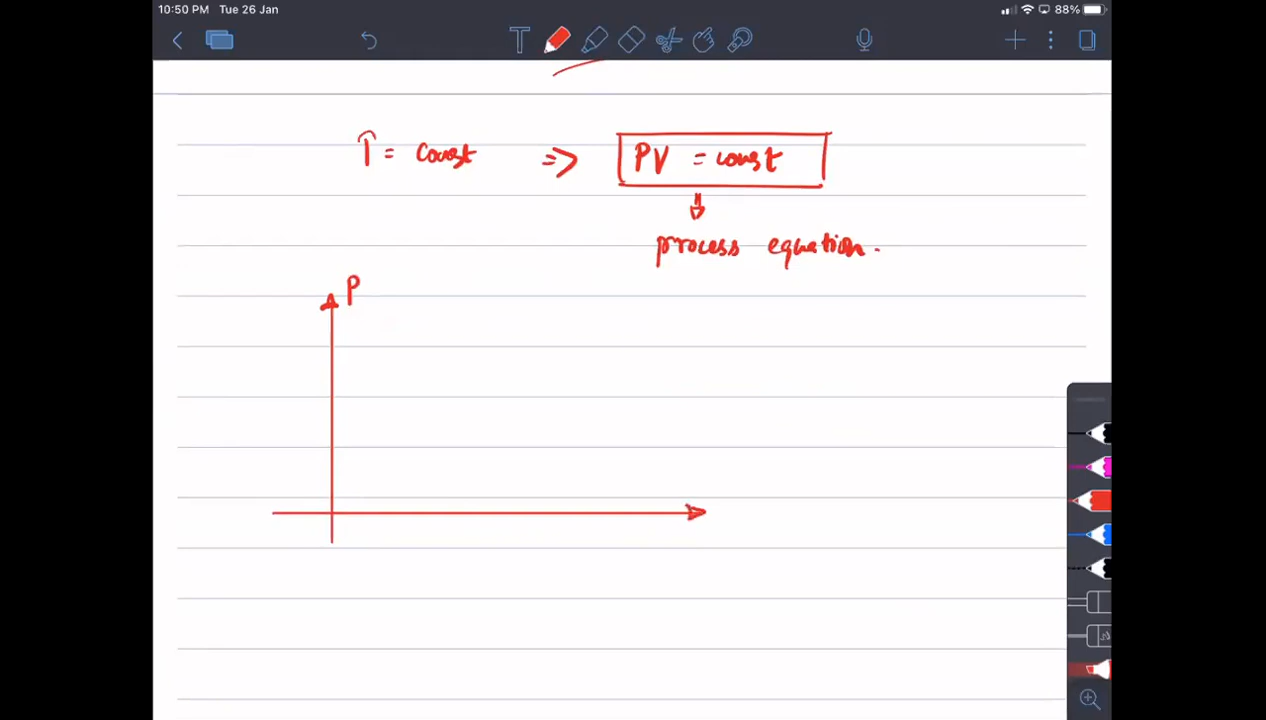 10:50 PM Tue 26 Jan 88%
T
T = const => PV = const
process equation.
P